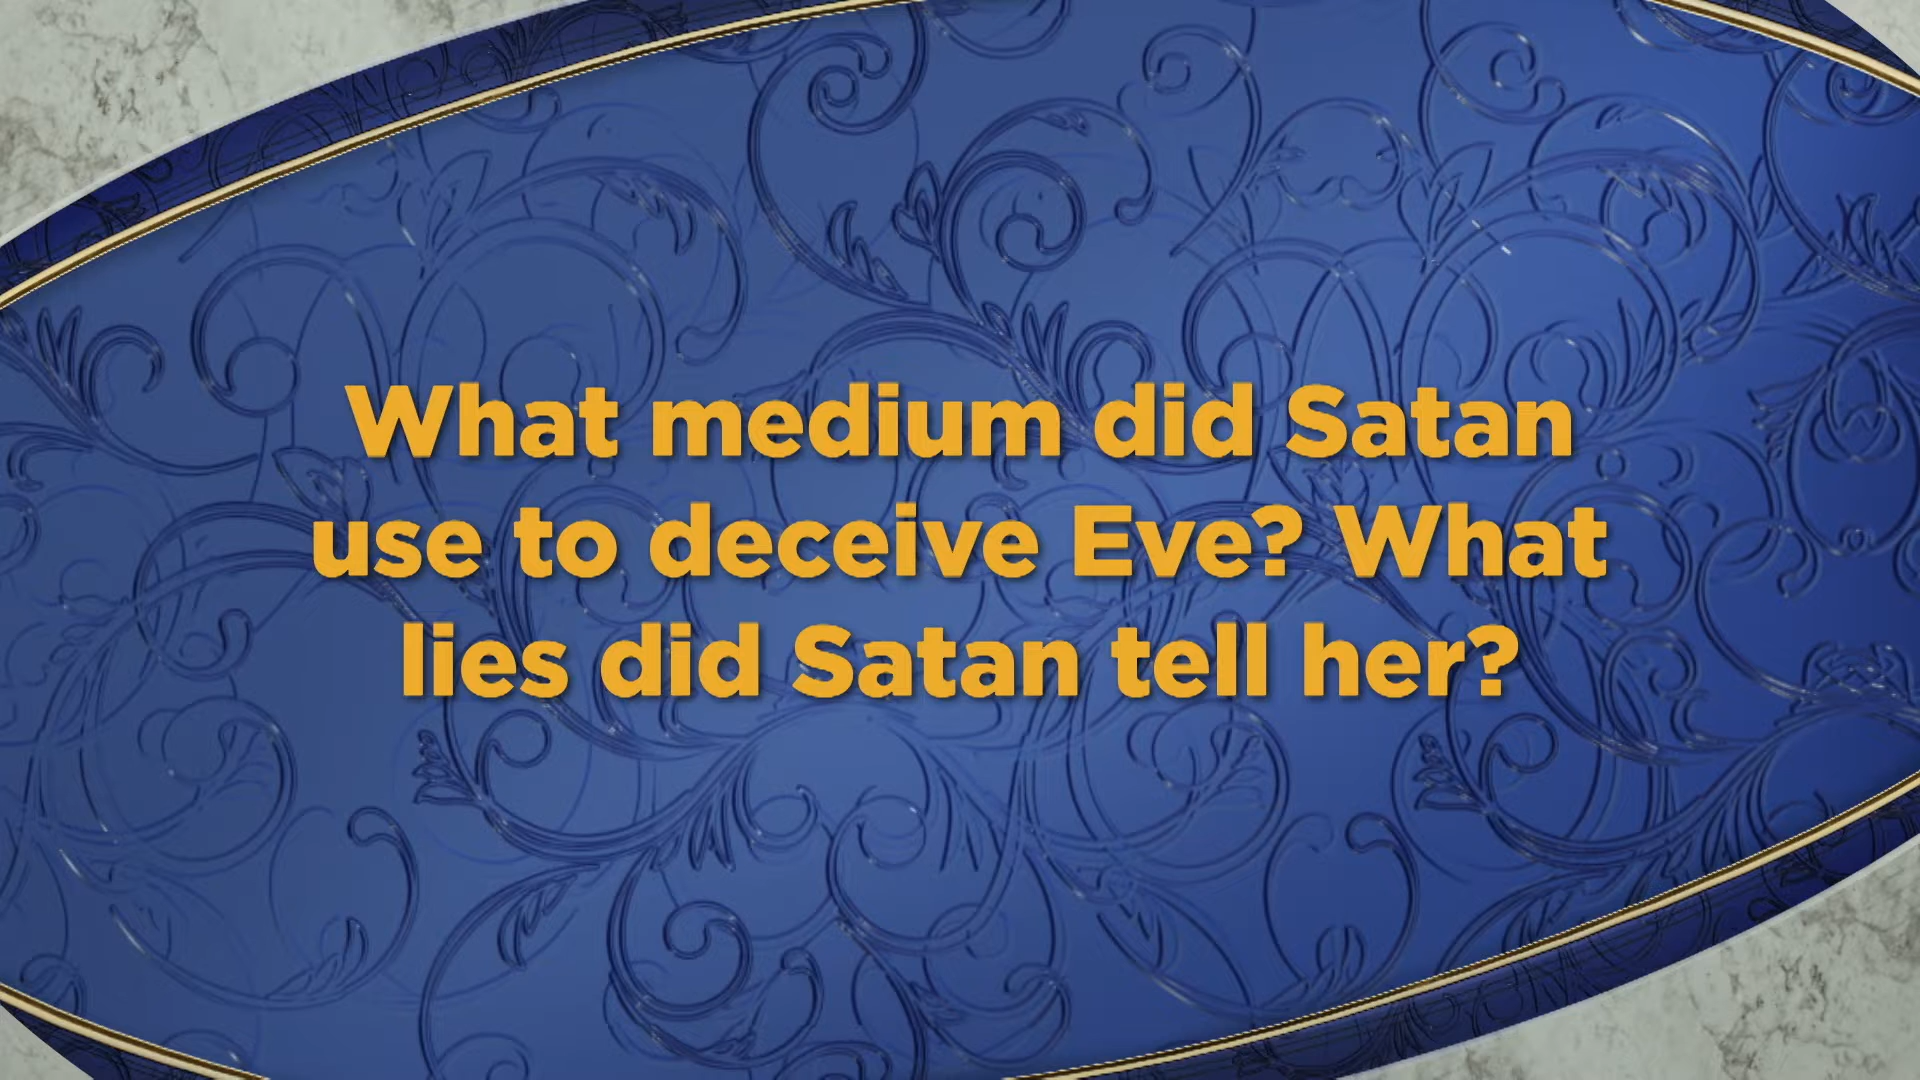 What medium did Satan
use to deceive Eve? What
lies did Satan tell her?